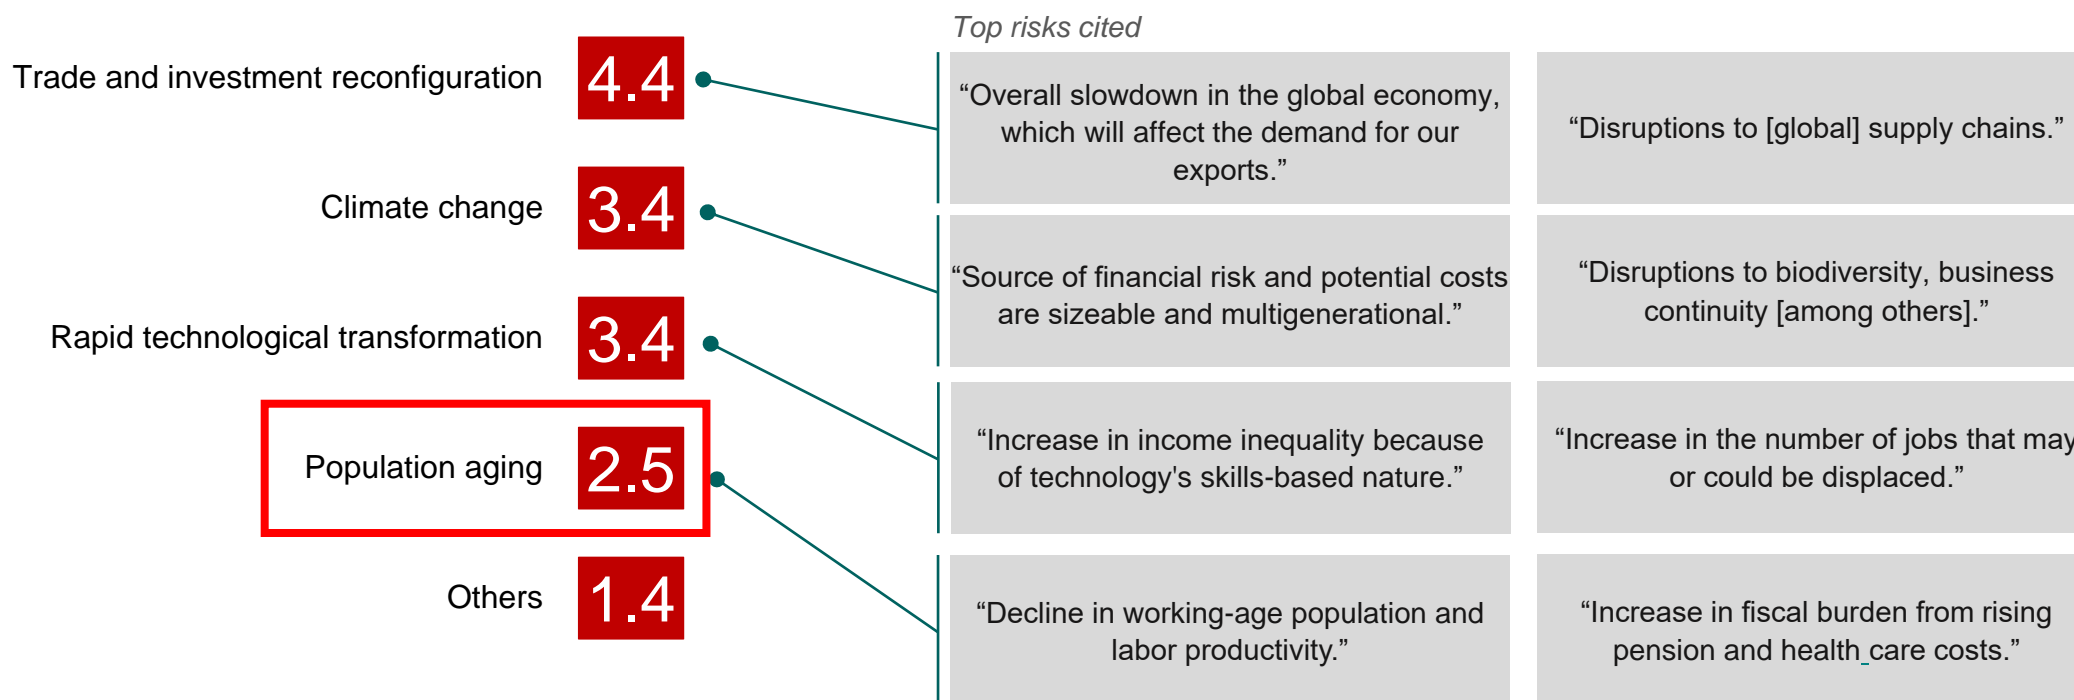 Top risks cited
Trade and investment reconfiguration
4.4
“Overall slowdown in the global economy,
which will affect the demand for our
exports.”
“Disruptions to [global] supply chains.”
Climate change
3.4
“Source of financial risk and potential costs
are sizeable and multigenerational.”
“Disruptions to biodiversity, business
continuity [among others].”
Rapid technological transformation
3.4
“Increase in income inequality because
of technology's skills-based nature.”
“Increase in the number of jobs that may
or could be displaced.”
Population aging
2.5
“Decline in working-age population and
labor productivity.”
“Increase in fiscal burden from rising
pension and health care costs.”
Others
1.4